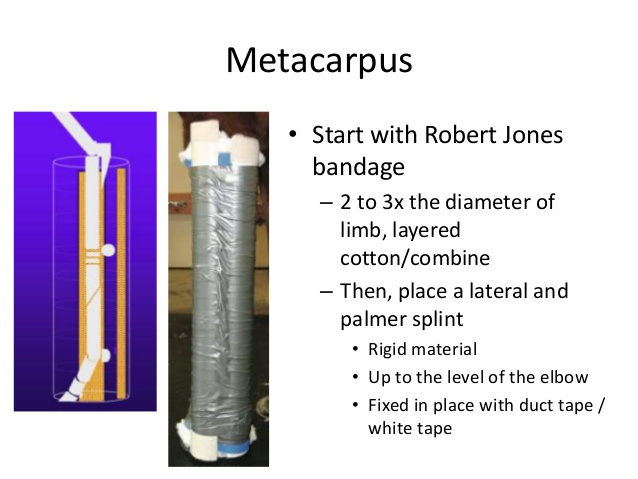 Metacarpus
• Start with Robert Jones
bandage
– 2 to 3x the diameter of
limb, layered
cotton/combine
– Then, place a lateral and
palmer splint
• Rigid material
• Up to the level of the elbow
• Fixed in place with duct tape /
white tape